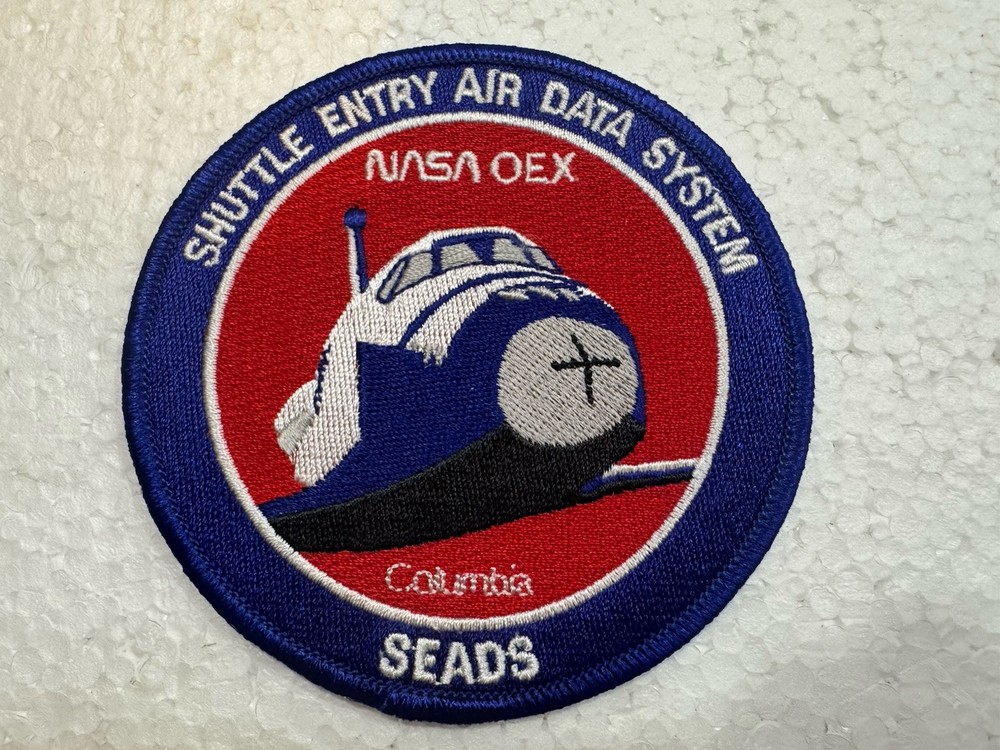 SHUTTLE ENTRY AIR DATA SYSTEM
NASA OEX
Columbia
SEADS